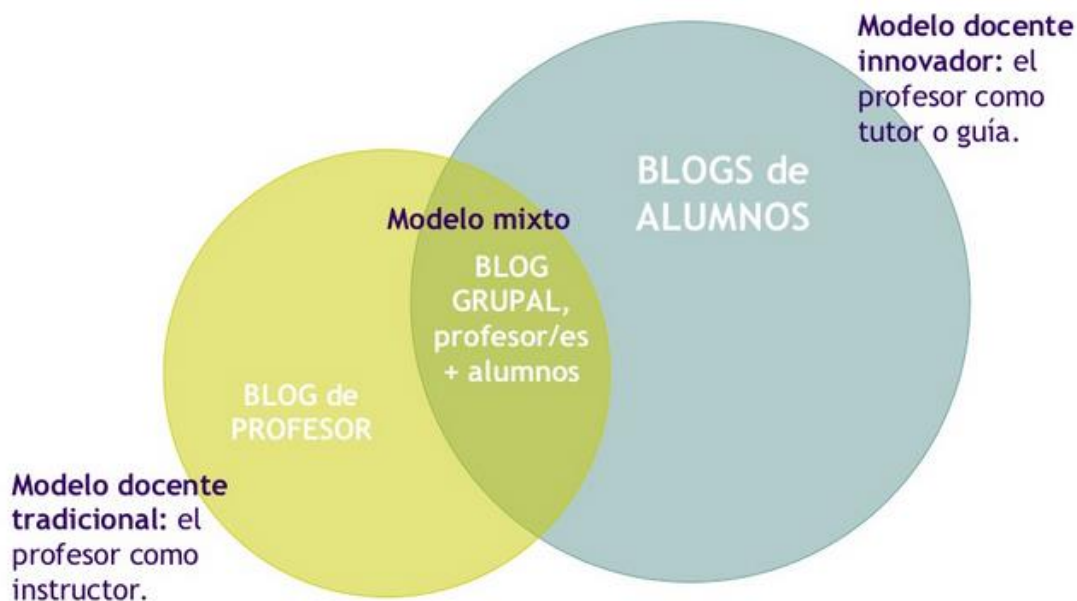 Modelo docente
innovador: el
profesor como
tutor o guía.
BLOGS de
ALUMNOS
Modelo mixto
BLOG
GRUPAL,
profesor/es
+ alumnos
BLOG de
PROFESOR
Modelo docente
tradicional: el
profesor como
instructor.